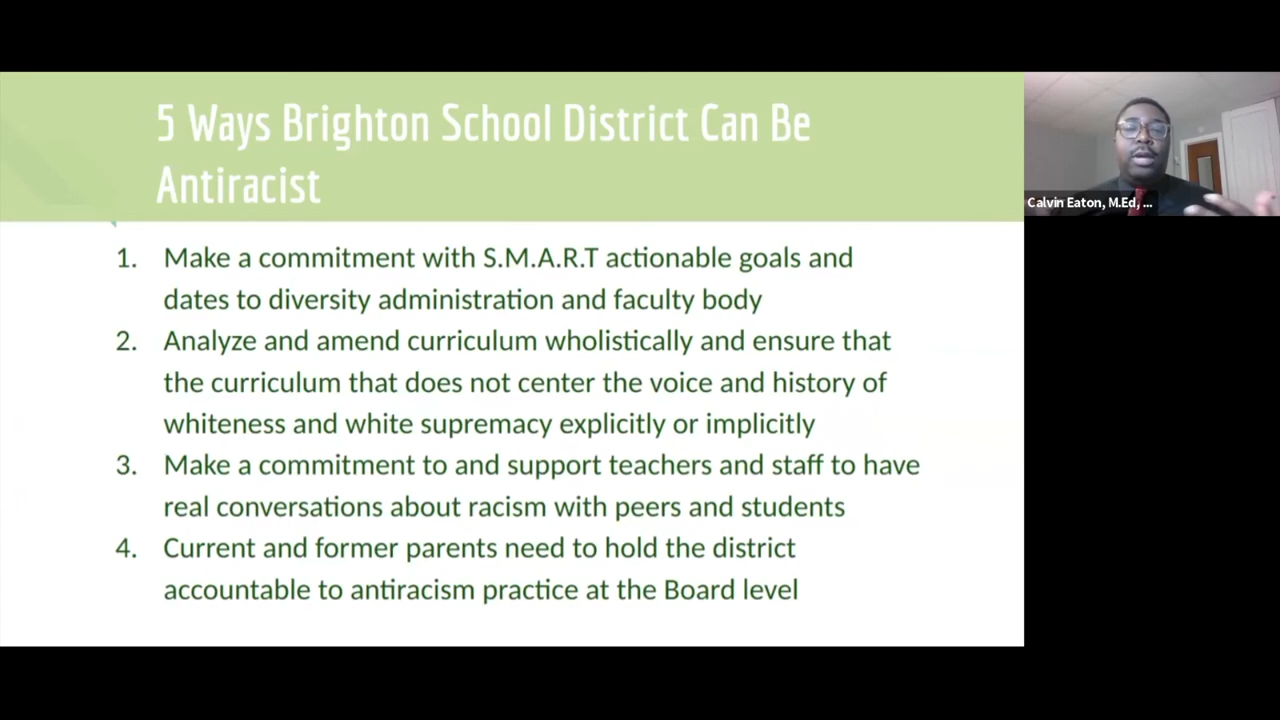 5 Ways Brighton School District Can Be
Antiracist
1. Make a commitment with S.M.A.R.T actionable goals and
dates to diversity administration and faculty body
2. Analyze and amend curriculum wholistically and ensure that
the curriculum that does not center the voice and history of
whiteness and white supremacy explicitly or implicitly
3. Make a commitment to and support teachers and staff to have
real conversations about racism with peers and students
4. Current and former parents need to hold the district
accountable to antiracism practice at the Board level
Calvin Eaton, M.Ed, ...